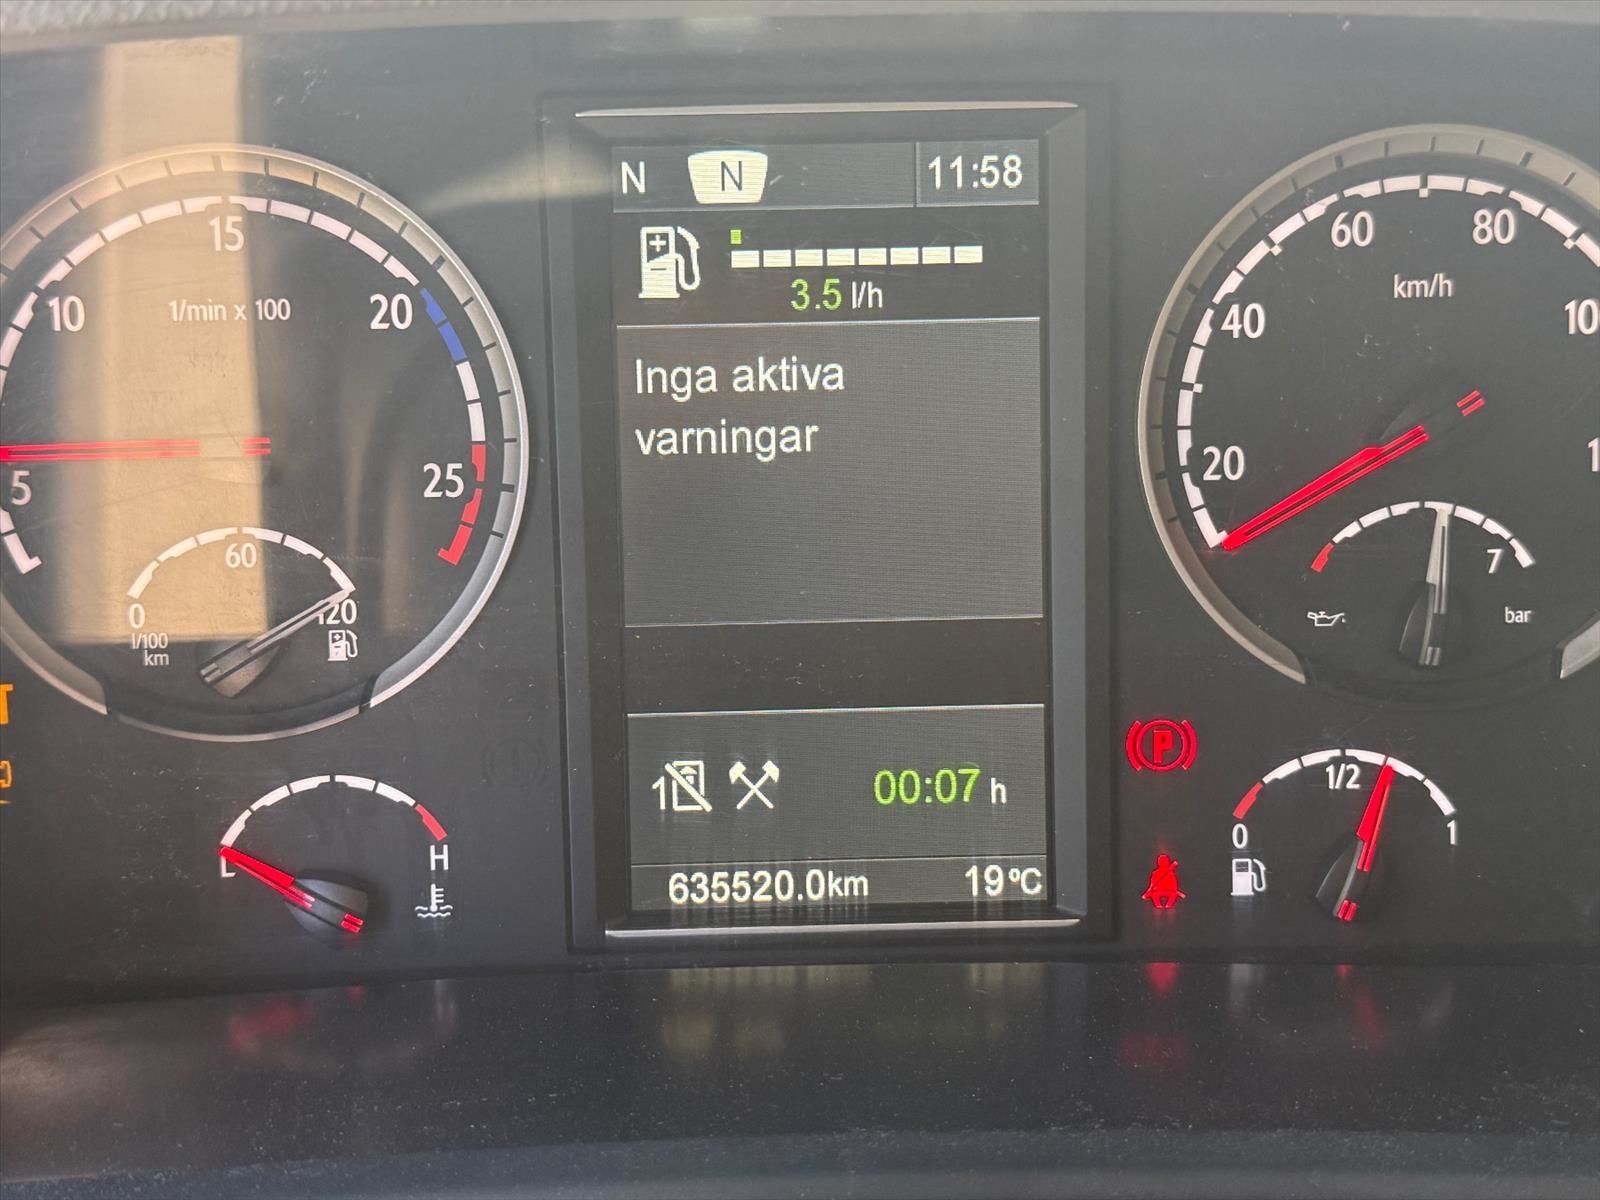 N N 11:58
3.5 l/h
Inga aktiva
varningar
1 00:07 h
635520.0km 19°C
5 10 15 20 25
1/min x 100
0 60 120
l/100
km
L H
20 40 60 80
km/h
7
bar
P
0 1/2 1